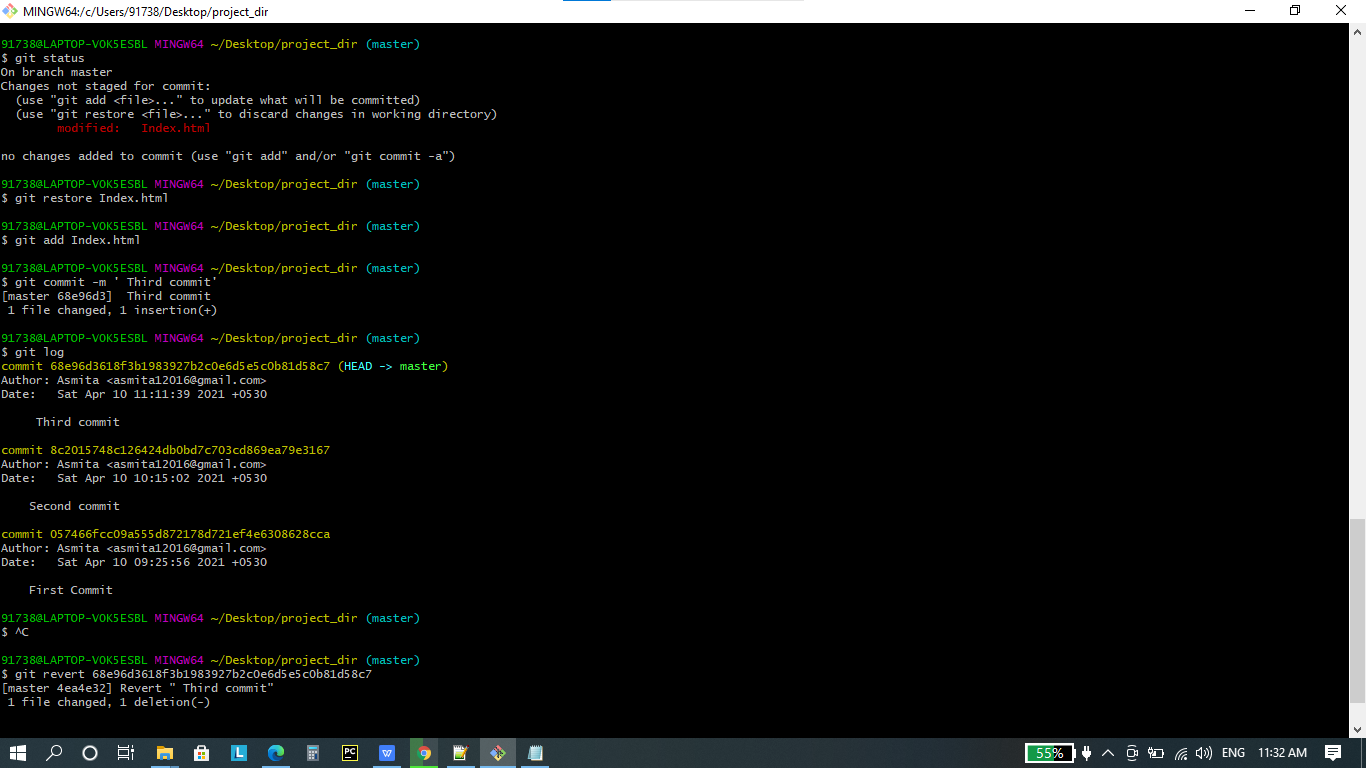 MINGW64:/c/Users/91738/Desktop/project_dir
91738@LAPTOP-VOK5ESBL MINGW64 ~/Desktop/project_dir (master)
$ git status
On branch master
Changes not staged for commit:
  (use "git add <file>..." to update what will be committed)
  (use "git restore <file>..." to discard changes in working directory)
        modified:   Index.html
no changes added to commit (use "git add" and/or "git commit -a")
91738@LAPTOP-VOK5ESBL MINGW64 ~/Desktop/project_dir (master)
$ git restore Index.html
91738@LAPTOP-VOK5ESBL MINGW64 ~/Desktop/project_dir (master)
$ git add Index.html
91738@LAPTOP-VOK5ESBL MINGW64 ~/Desktop/project_dir (master)
$ git commit -m ' Third commit'
[master 68e96d3]  Third commit
 1 file changed, 1 insertion(+)
91738@LAPTOP-VOK5ESBL MINGW64 ~/Desktop/project_dir (master)
$ git log
commit 68e96d3618f3b1983927b2c0e6d5e5c0b81d58c7 (HEAD -> master)
Author: Asmita <asmita12016@gmail.com>
Date:   Sat Apr 10 11:11:39 2021 +0530
     Third commit
commit 8c2015748c126424db0bd7c703cd869ea79e3167
Author: Asmita <asmita12016@gmail.com>
Date:   Sat Apr 10 10:15:02 2021 +0530
    Second commit
commit 057466fcc09a555d872178d721ef4e6308628cca
Author: Asmita <asmita12016@gmail.com>
Date:   Sat Apr 10 09:25:56 2021 +0530
    First Commit
91738@LAPTOP-VOK5ESBL MINGW64 ~/Desktop/project_dir (master)
$ ^C
91738@LAPTOP-VOK5ESBL MINGW64 ~/Desktop/project_dir (master)
$ git revert 68e96d3618f3b1983927b2c0e6d5e5c0b81d58c7
[master 4ea4e32] Revert " Third commit"
 1 file changed, 1 deletion(-)
L PC W 55% ENG 11:32 AM